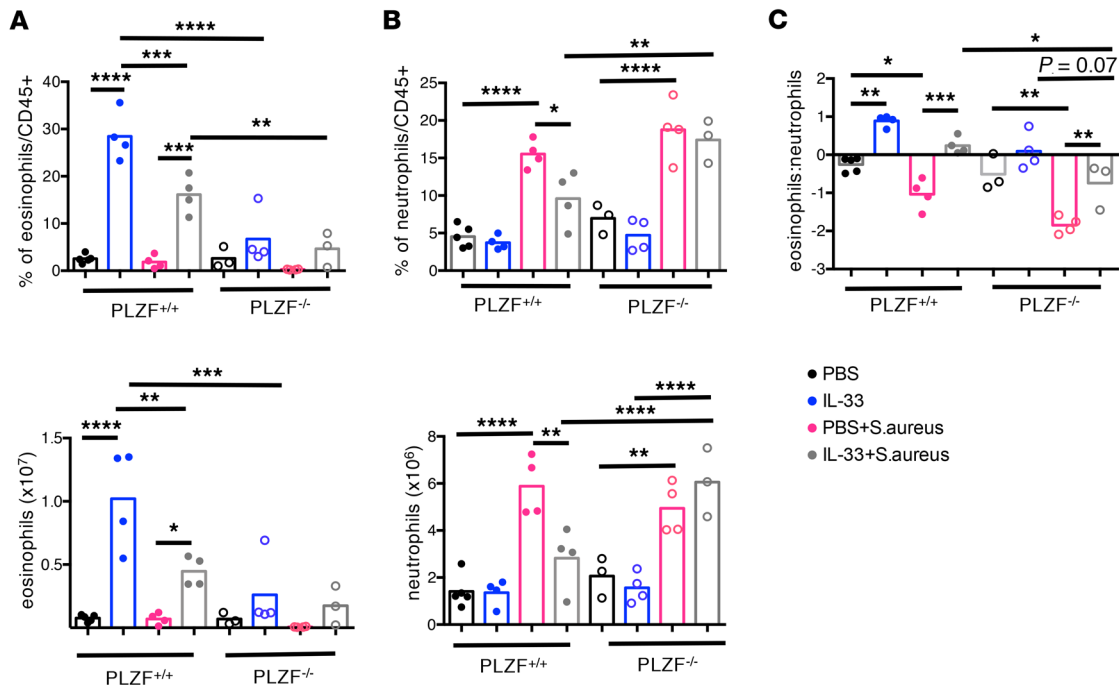 A
****
***
****
**
***
% of eosinophils/CD45+
40
30
20
10
0
PLZF+/+
PLZF-/-
B
**
****
****
*
% of neutrophils/CD45+
25
20
15
10
5
0
PLZF+/+
PLZF-/-
C
*
P = 0.07
*
**
**
***
**
eosinophils:neutrophils
2
1
0
-1
-2
-3
PLZF+/+
PLZF-/-
***
**
****
*
eosinophils (x10⁷)
1.5
1.0
0.5
PLZF+/+
PLZF-/-
****
****
****
**
**
neutrophils (x10⁶)
8
6
4
2
0
PLZF+/+
PLZF-/-
PBS
IL-33
PBS+S.aureus
IL-33+S.aureus